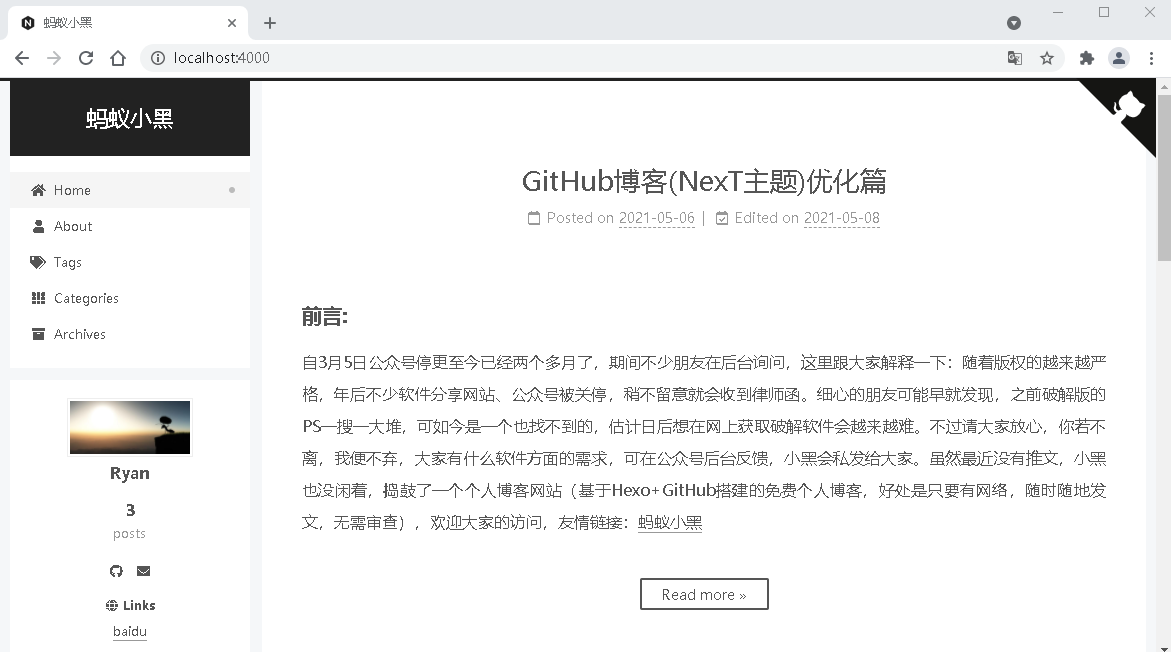 蚂蚁小黑
localhost:4000
蚂蚁小黑
Home
About
Tags
Categories
Archives
Ryan
3
posts
Links
baidu
GitHub博客(NexT主题)优化篇
Posted on 2021-05-06 | Edited on 2021-05-08
前言:
自3月5日公众号停更至今已经两个多月了，期间不少朋友在后台询问，这里跟大家解释一下：随着版权的越来越严
格，年后不少软件分享网站、公众号被关停，稍不留意就会收到律师函。细心的朋友可能早就发现，之前破解版的
PS一搜一大堆，可如今是一个也找不到的，估计日后想在网上获取破解软件会越来越难。不过请大家放心，你若不
离，我便不弃，大家有什么软件方面的需求，可在公众号后台反馈，小黑会私发给大家。虽然最近没有推文，小黑
也没闲着，捣鼓了一个个人博客网站（基于Hexo+GitHub搭建的免费个人博客，好处是只要有网络，随时随地发
文，无需审查），欢迎大家的访问，友情链接：蚂蚁小黑
Read more »